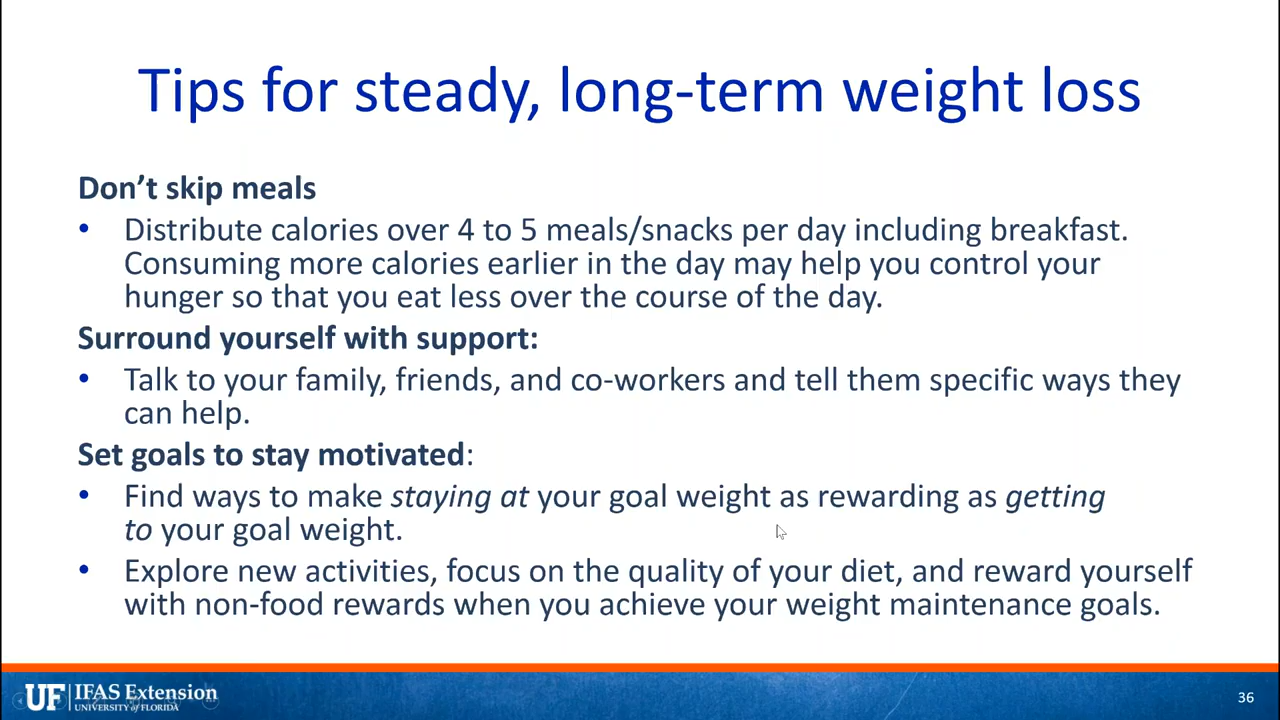 Tips for steady, long-term weight loss
Don’t skip meals
• Distribute calories over 4 to 5 meals/snacks per day including breakfast.
Consuming more calories earlier in the day may help you control your
hunger so that you eat less over the course of the day.
Surround yourself with support:
• Talk to your family, friends, and co-workers and tell them specific ways they
can help.
Set goals to stay motivated:
• Find ways to make staying at your goal weight as rewarding as getting
to your goal weight.
• Explore new activities, focus on the quality of your diet, and reward yourself
with non-food rewards when you achieve your weight maintenance goals.
UF IFAS Extension
UNIVERSITY of FLORIDA
36